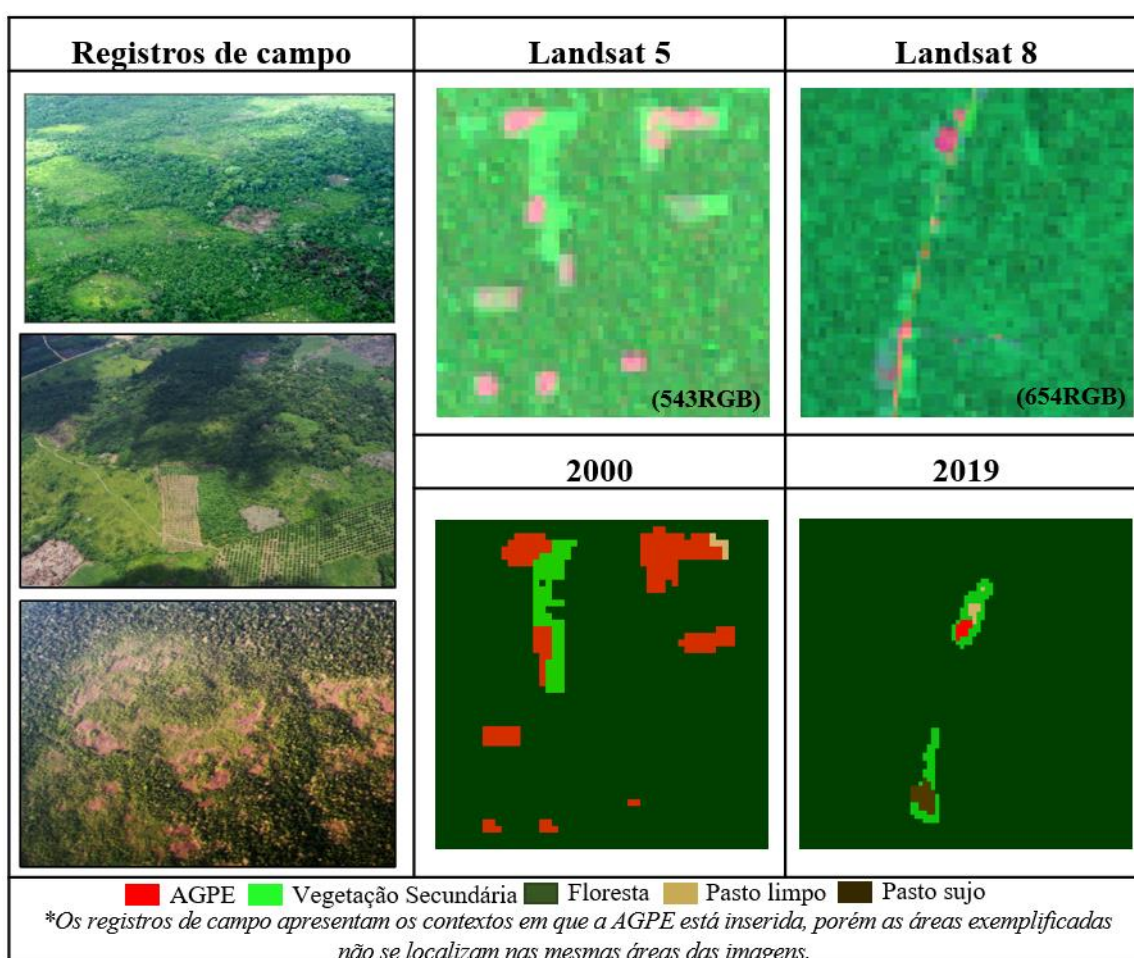 Registros de campo
Landsat 5
Landsat 8
(543RGB)
(654RGB)
2000
2019
AGPE Vegetação Secundária Floresta Pasto limpo Pasto sujo
*Os registros de campo apresentam os contextos em que a AGPE está inserida, porém as áreas exemplificadas
não se localizam nas mesmas áreas das imagens.